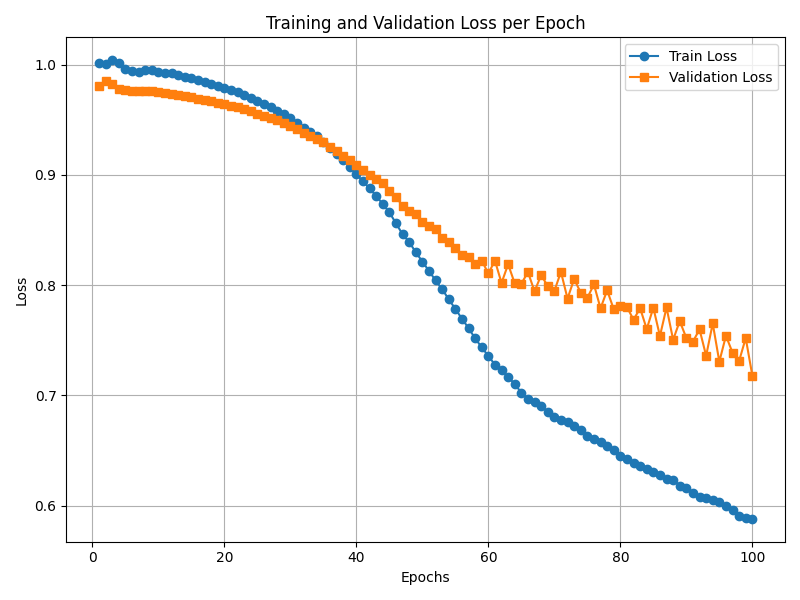 Training and Validation Loss per Epoch
Train Loss
Validation Loss
1.0
0.9
0.8
0.7
0.6
Loss
0 20 40 60 80 100
Epochs